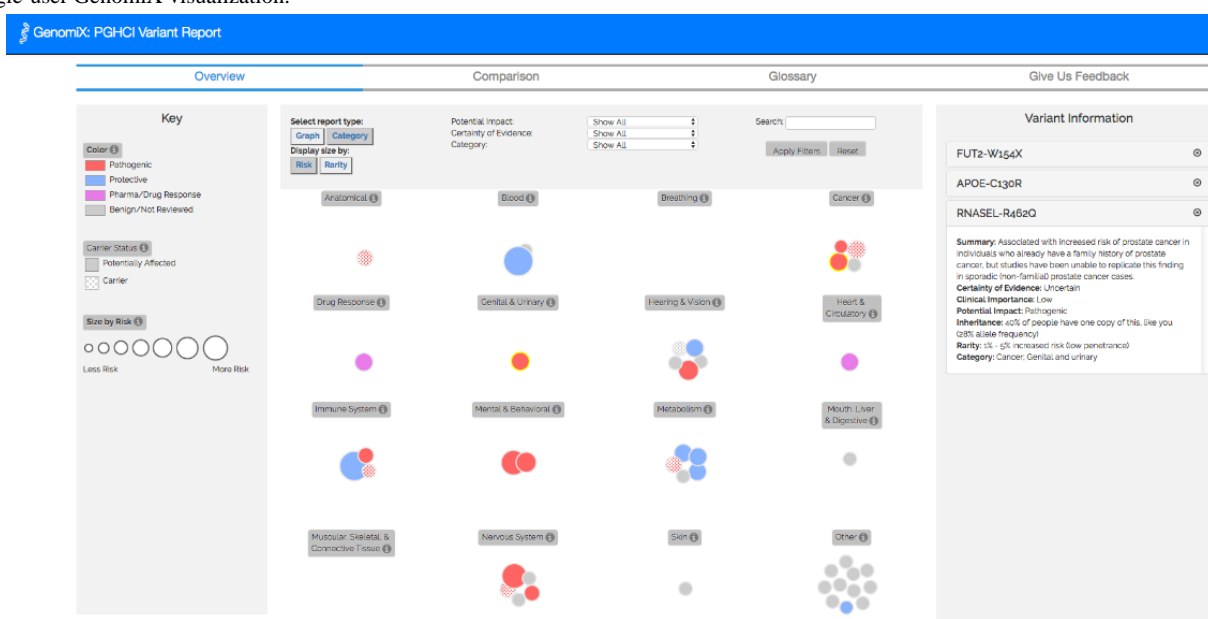 gle-user GenomiX visualization.
GenomiX: PGHCI Variant Report
Overview
Comparison
Glossary
Give Us Feedback
Key
Color
Pathogenic
Protective
Pharma/Drug Response
Benign/Not Reviewed
Carrier Status
Potentially Affected
Carrier
Size by Risk
Less Risk
More Risk
Select report type:
Graph Category
Display size by:
Risk Rarity
Potential Impact: Show All
Certainty of Evidence: Show All
Category: Show All
Search:
Apply Filters Reset
Anatomical
Blood
Breathing
Cancer
Drug Response
Genital & Urinary
Hearing & Vision
Heart &
Circulatory
Immune System
Mental & Behavioral
Metabolism
Mouth, Liver
& Digestive
Muscular, Skeletal, &
Connective Tissue
Nervous System
Skin
Other
Variant Information
FUT2-W154X
APOE-C130R
RNASEL-R462Q
Summary: Associated with increased risk of prostate cancer in
individuals who already have a family history of prostate
cancer, but studies have been unable to replicate this finding
in sporadic (non-familial) prostate cancer cases.
Certainty of Evidence: Uncertain
Clinical Importance: Low
Potential Impact: Pathogenic
Inheritance: 40% of people have one copy of this, like you
(28% allele frequency)
Rarity: 1% - 5% increased risk (low penetrance)
Category: Cancer, Genital and urinary